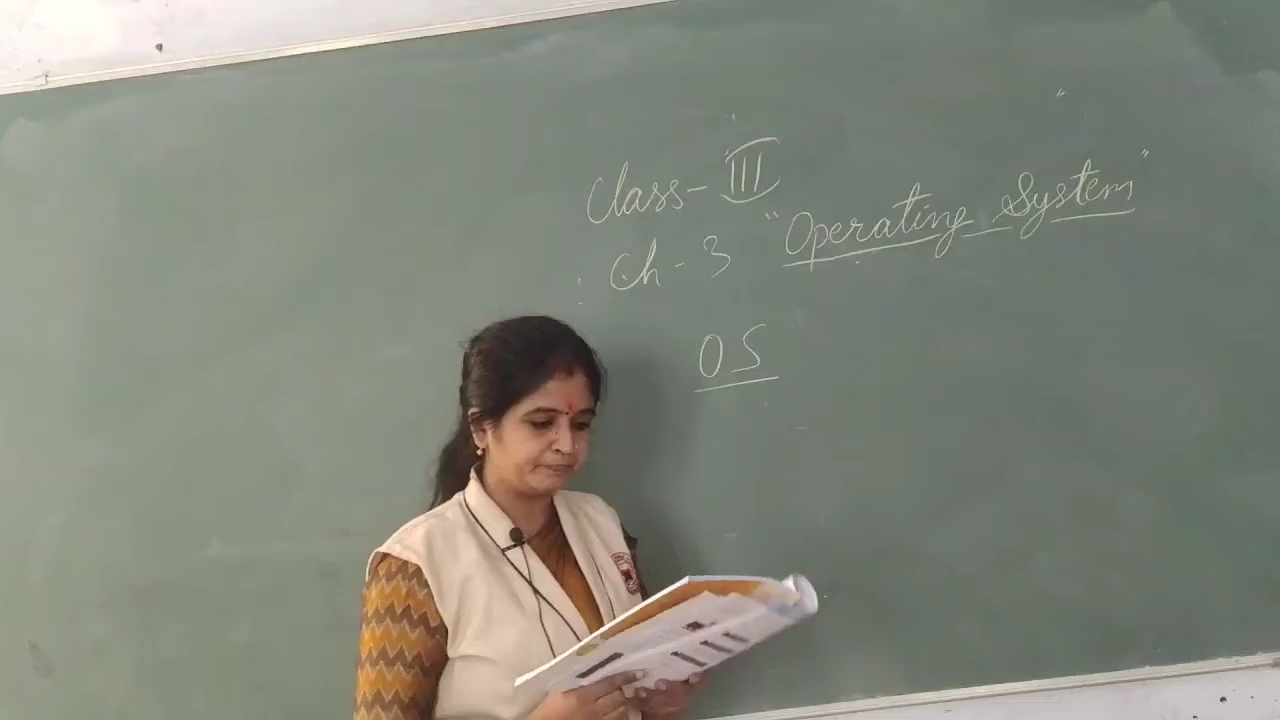 Class - III
Ch - 3 "Operating System"
OS